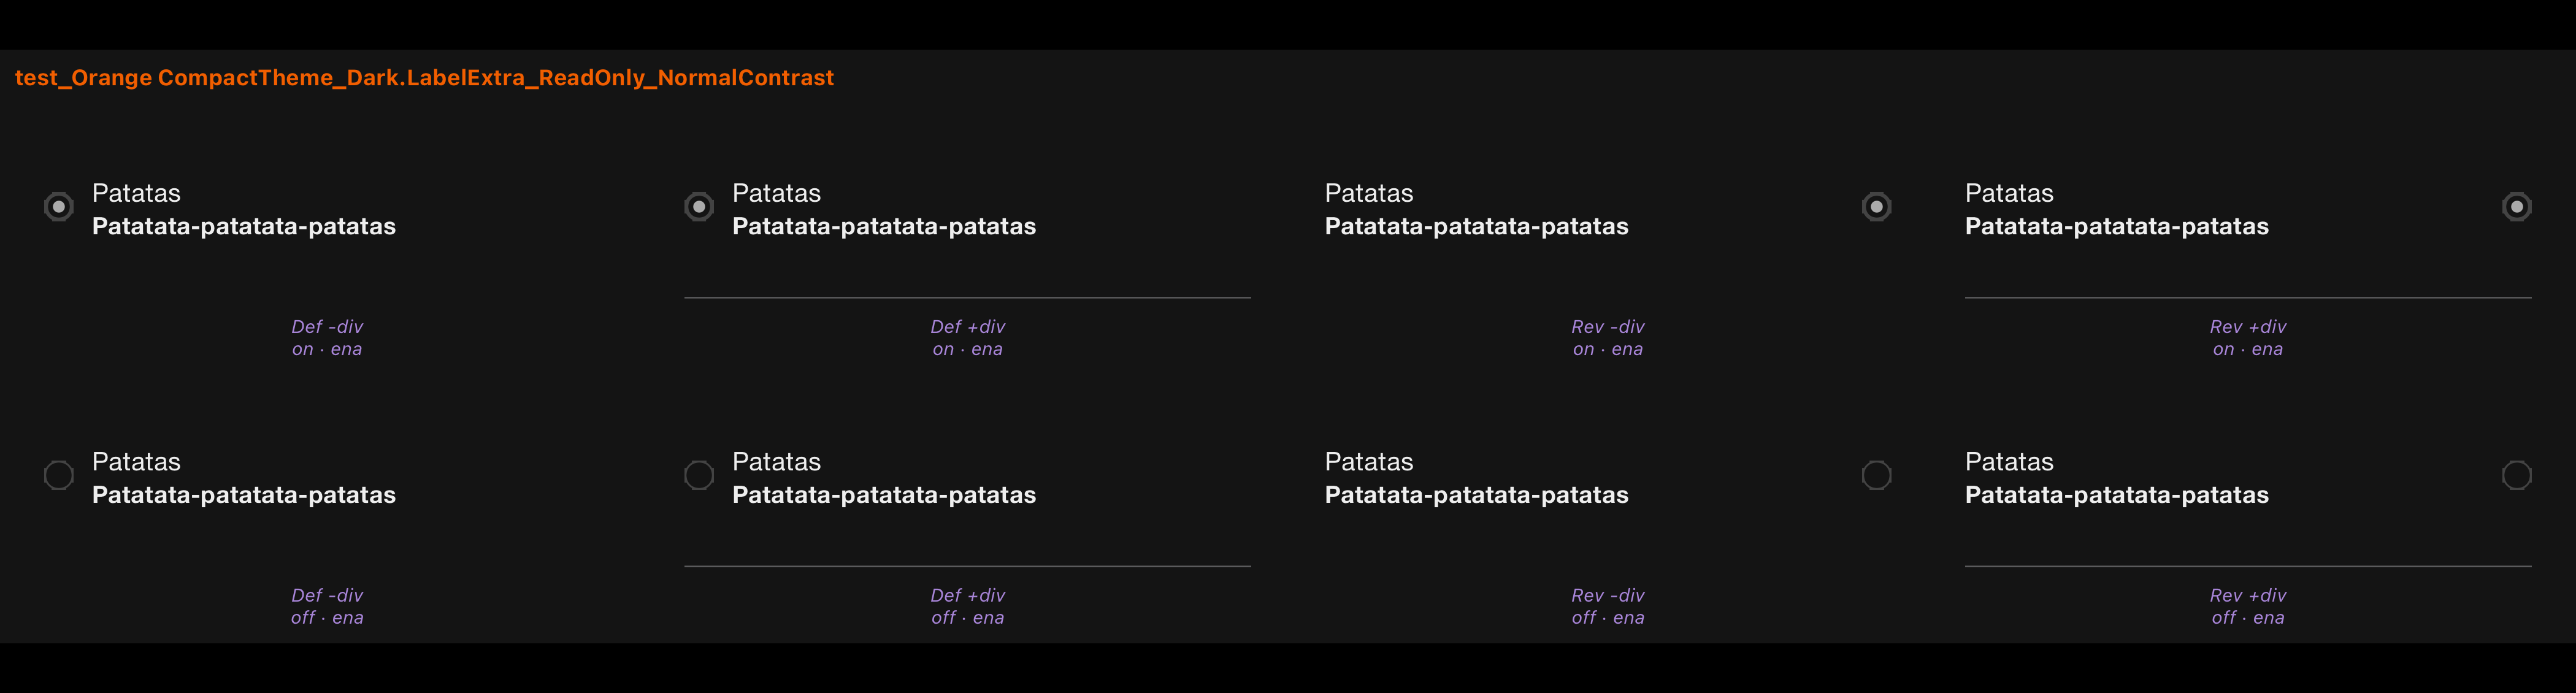 test_Orange CompactTheme_Dark.LabelExtra_ReadOnly_NormalContrast
Patatas
Patatata-patatata-patatas
Def -div
on · ena
Patatas
Patatata-patatata-patatas
Def +div
on · ena
Patatas
Patatata-patatata-patatas
Rev -div
on · ena
Patatas
Patatata-patatata-patatas
Rev +div
on · ena
Patatas
Patatata-patatata-patatas
Def -div
off · ena
Patatas
Patatata-patatata-patatas
Def +div
off · ena
Patatas
Patatata-patatata-patatas
Rev -div
off · ena
Patatas
Patatata-patatata-patatas
Rev +div
off · ena